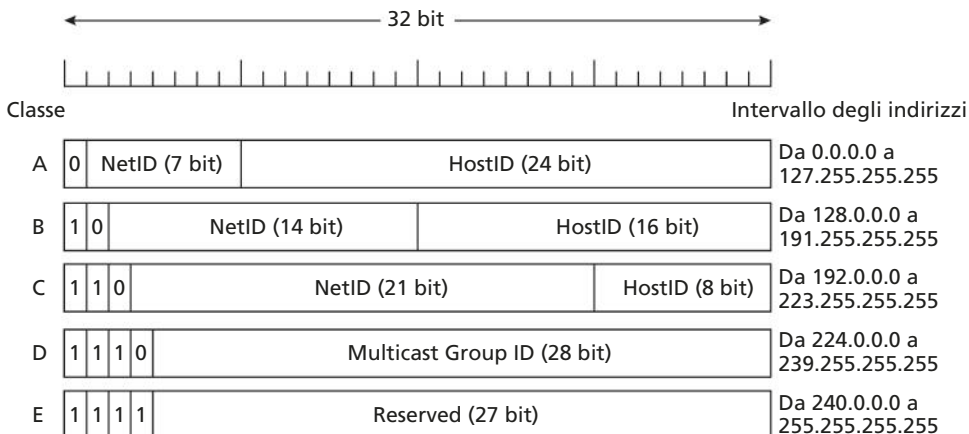 32 bit
Classe
Intervallo degli indirizzi
A 0 NetID (7 bit) HostID (24 bit) Da 0.0.0.0 a
127.255.255.255
B 1 0 NetID (14 bit) HostID (16 bit) Da 128.0.0.0 a
191.255.255.255
C 1 1 0 NetID (21 bit) HostID (8 bit) Da 192.0.0.0 a
223.255.255.255
D 1 1 1 0 Multicast Group ID (28 bit) Da 224.0.0.0 a
239.255.255.255
E 1 1 1 1 Reserved (27 bit) Da 240.0.0.0 a
255.255.255.255